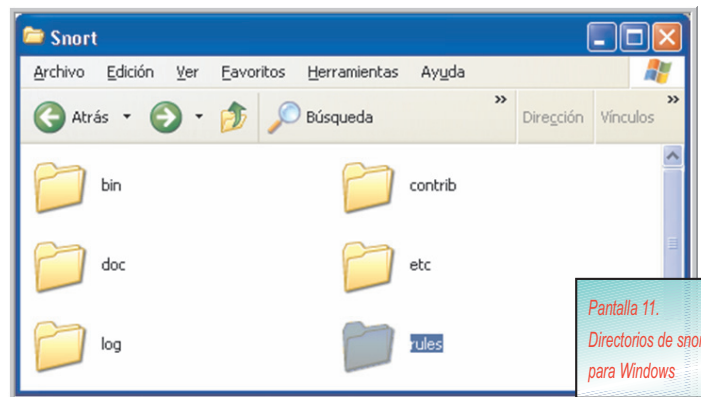 Snort
Archivo Edición Ver Favoritos Herramientas Ayuda
Atrás Búsqueda » Dirección Vínculos »
bin contrib
doc etc
log rules
Pantalla 11.
Directorios de snor
para Windows